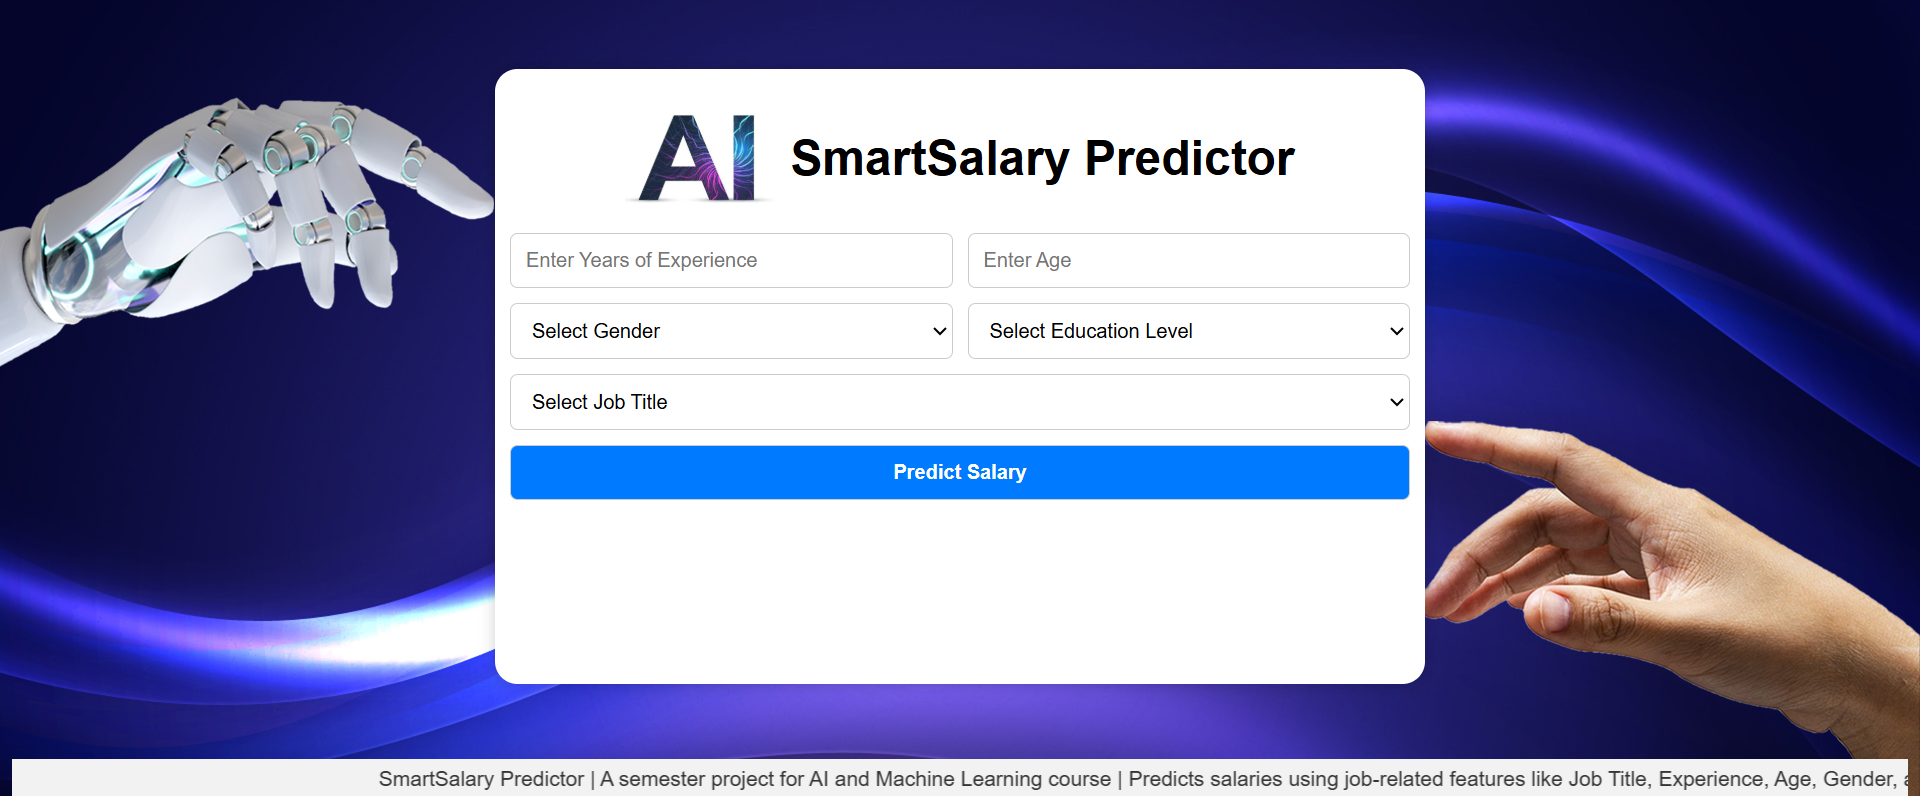 AI
SmartSalary Predictor
Enter Years of Experience
Enter Age
Select Gender
Select Education Level
Select Job Title
Predict Salary
SmartSalary Predictor | A semester project for AI and Machine Learning course | Predicts salaries using job-related features like Job Title, Experience, Age, Gender,